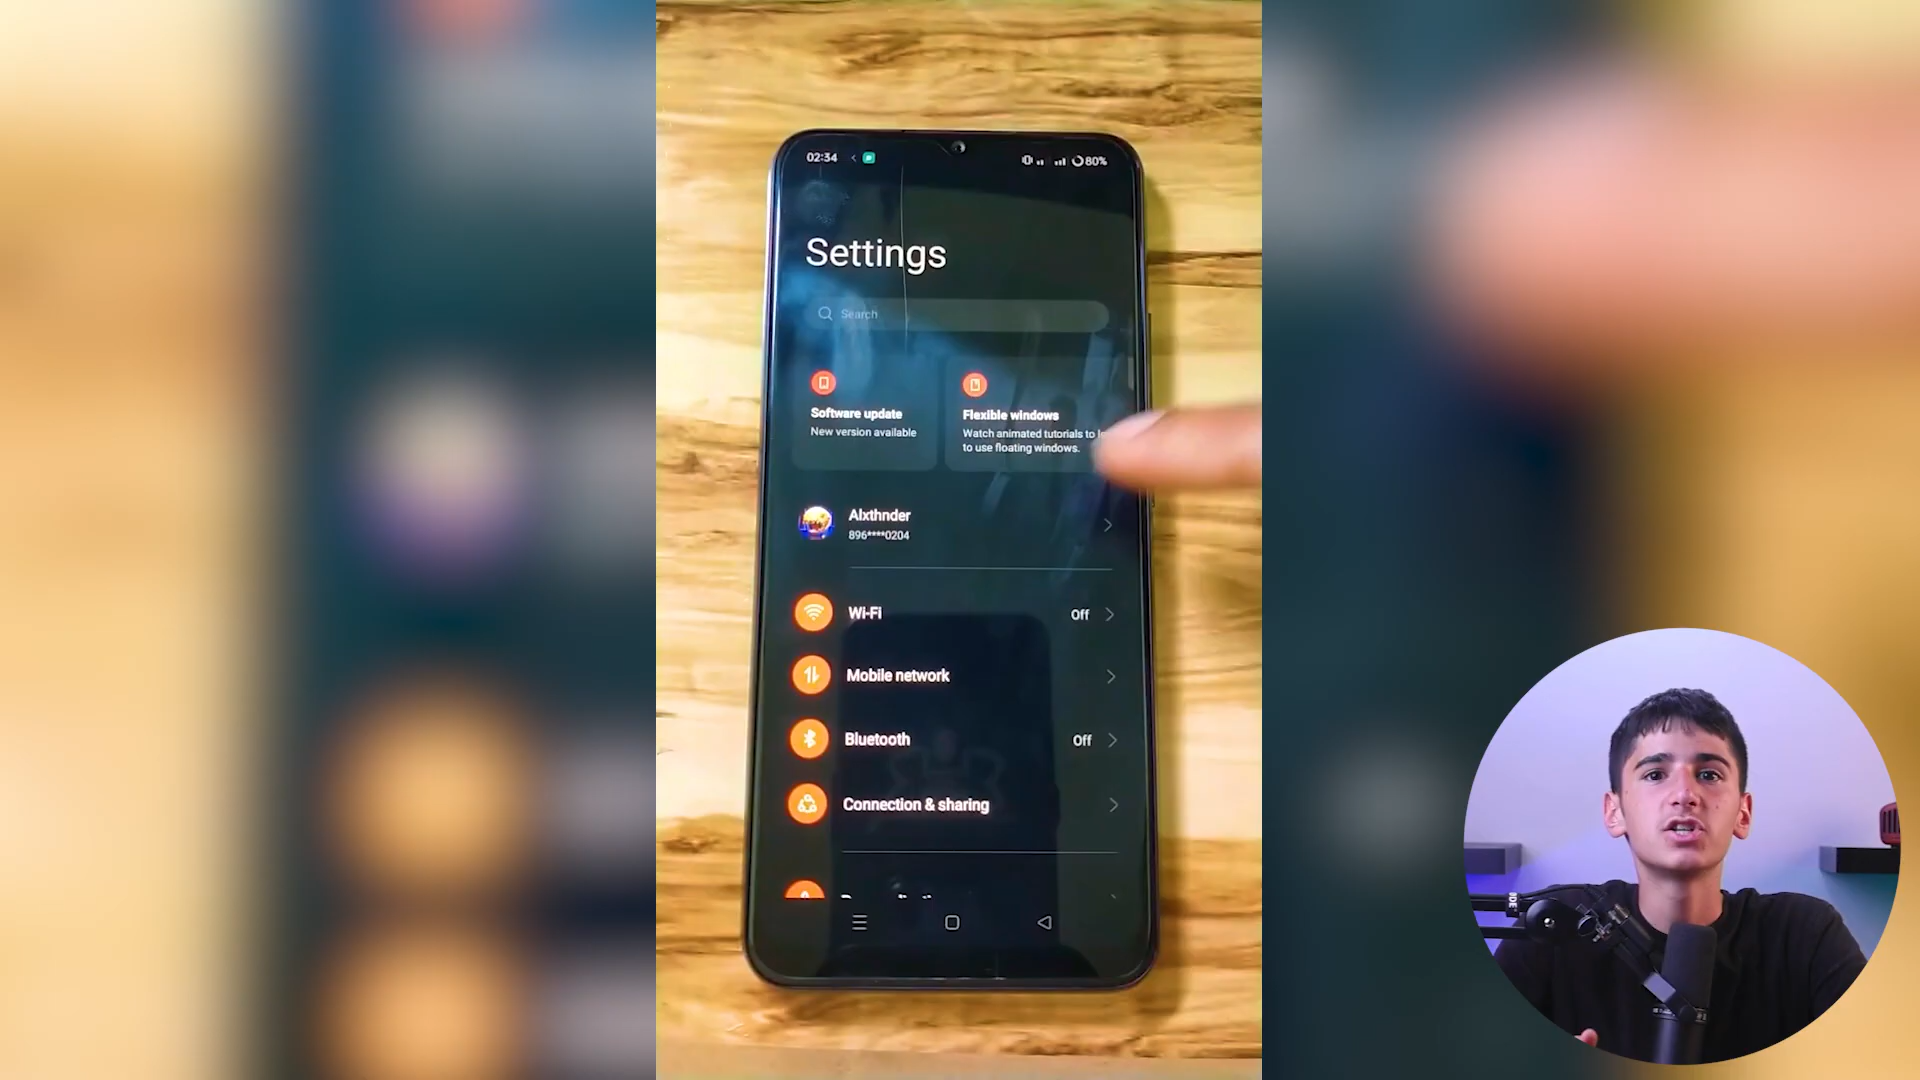 02:34
80%
Settings
Search
Software update
New version available
Flexible windows
Watch animated tutorials to
to use floating windows.
Alxthnder
896****0204
Wi-Fi
Off
Mobile network
Bluetooth
Off
Connection & sharing